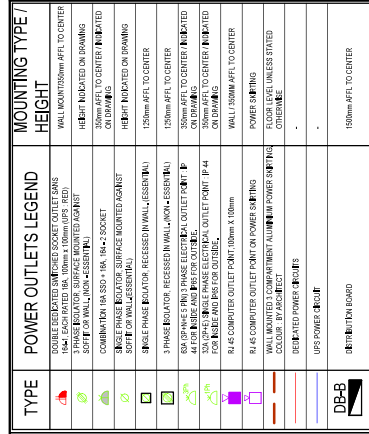 TYPE
POWER OUTLETS LEGEND
MOUNTING TYPE /
HEIGHT
DOUBLE DEDICATED SWITCHED SOCKET OUTLET SANS
164-1, EACH RATED 16A, 100mm x 100mm (UPS : RED)
WALL MOUNT/350mm AFFL TO CENTER
3 PHASE ISOLATOR: SURFACE MOUNTED AGAINST
SOFFIT OR WALL, (NON - ESSENTIAL)
HEIGHT INDICATED ON DRAWING
COMBINATION 16A SSO + 16A, 164 - 2 SOCKET
350mm AFFL TO CENTER / INDICATED
ON DRAWING
SINGLE PHASE ISOLATOR: SURFACE MOUNTED AGAINST
SOFFIT OR WALL,(ESSENTIAL)
HEIGHT INDICATED ON DRAWING
SINGLE PHASE ISOLATOR: RECESSED IN WALL, (ESSENTIAL)
1250mm AFFL TO CENTER
3 PHASE ISOLATOR: RECESSED IN WALL, (NON - ESSENTIAL)
1250mm AFFL TO CENTER
63A (3P+N+E 5 PIN) 3 PHASE ELECTRICAL OUTLET POINT: IP
44 FOR INSIDE AND IP65 FOR OUTSIDE,
350mm AFFL TO CENTER / INDICATED
ON DRAWING
32A (2P+E) SINGLE PHASE ELECTRICAL OUTLET POINT : IP 44
FOR INSIDE AND IP65 FOR OUTSIDE,
350mm AFFL TO CENTER / INDICATED
ON DRAWING
RJ 45 COMPUTER OUTLET POINT, 100mm X 100mm
WALL / 350MM AFFL TO CENTER
RJ 45 COMPUTER OUTLET POINT ON POWER SKIRTING
POWER SKIRTING
WALL MOUNTED 3 COMPARTMENT ALUMINIUM POWER SKIRTING,
COLOUR : BY ARCHITECT
FLOOR LEVEL UNLESS STATED
OTHERWISE
DEDICATED POWER CIRCUITS
-
UPS POWER CIRCUIT
-
DB-B
DISTRIBUTION BOARD
1500mm AFFL TO CENTER